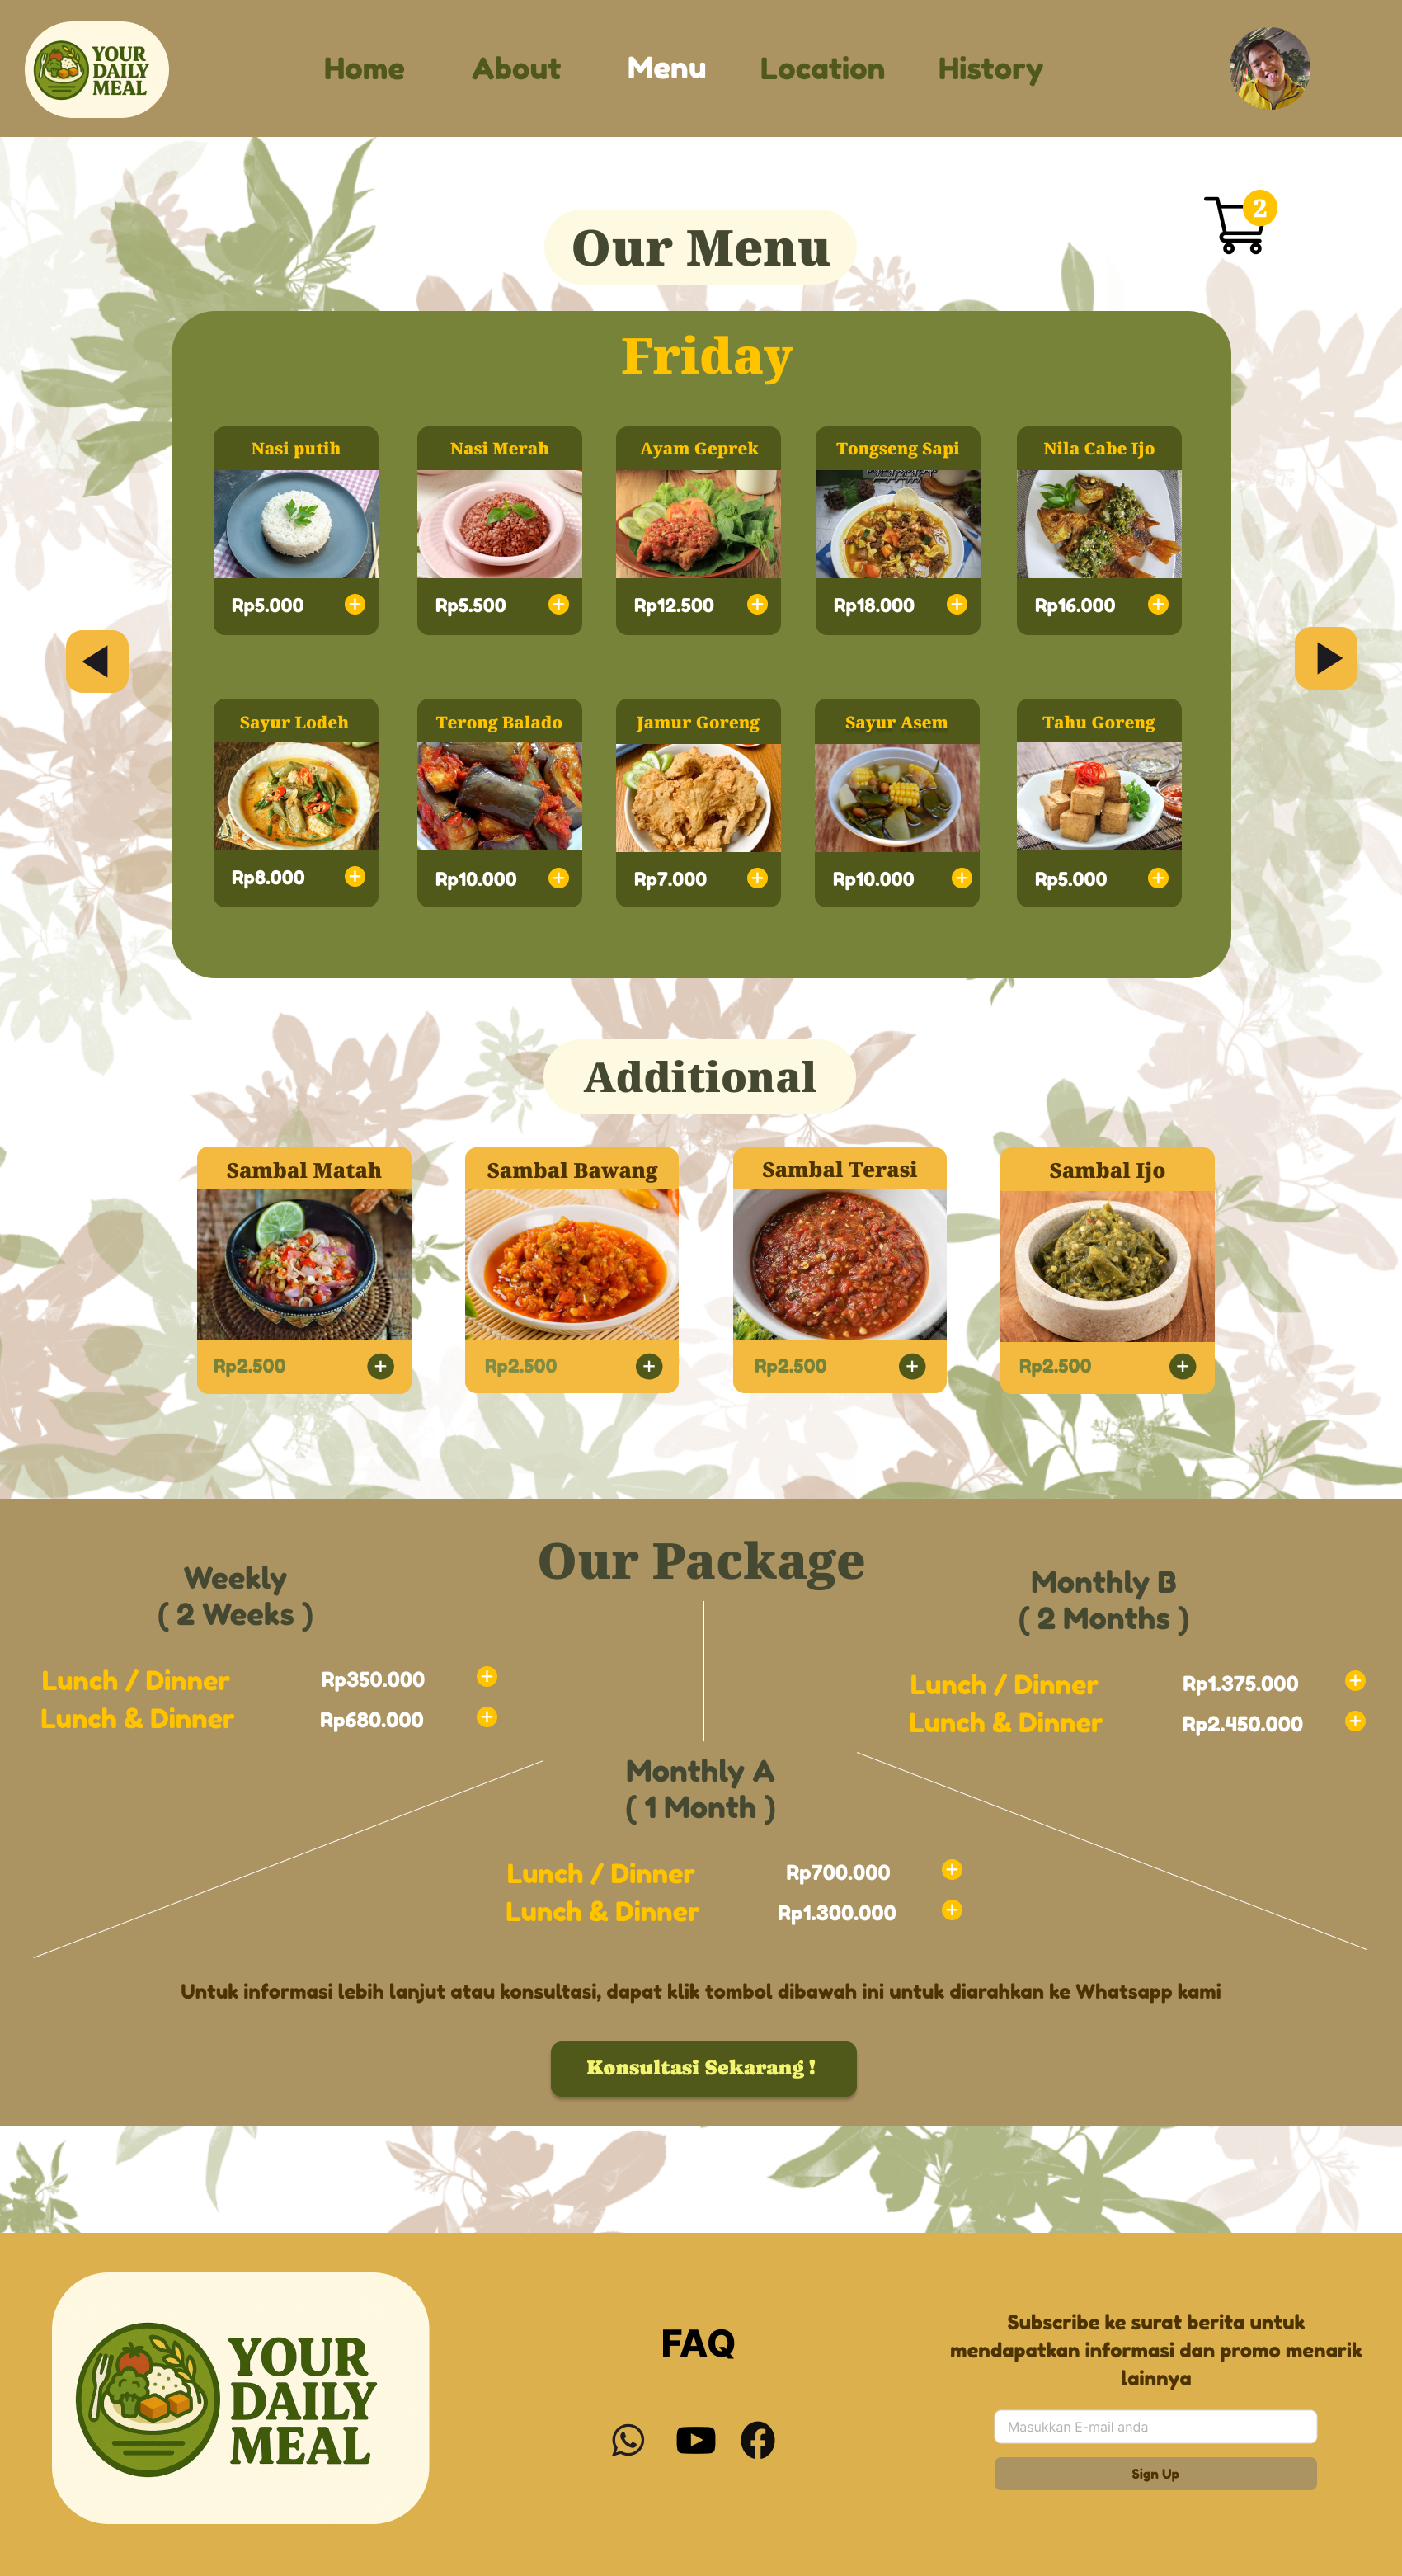 YOUR
DAILY
MEAL
Home
About
Menu
Location
History
2
Our Menu
Friday
Nasi putih
Nasi Merah
Ayam Geprek
Tongseng Sapi
Nila Cabe Ijo
Rp5.000
Rp5.500
Rp12.500
Rp18.000
Rp16.000
Sayur Lodeh
Terong Balado
Jamur Goreng
Sayur Asem
Tahu Goreng
Rp8.000
Rp10.000
Rp7.000
Rp10.000
Rp5.000
Additional
Sambal Matah
Sambal Bawang
Sambal Terasi
Sambal Ijo
Rp2.500
Rp2.500
Rp2.500
Rp2.500
Our Package
Weekly
( 2 Weeks )
Lunch / Dinner Rp350.000
Lunch & Dinner Rp680.000
Monthly B
( 2 Months )
Lunch / Dinner Rp1.375.000
Lunch & Dinner Rp2.450.000
Monthly A
( 1 Month )
Lunch / Dinner Rp700.000
Lunch & Dinner Rp1.300.000
Untuk informasi lebih lanjut atau konsultasi, dapat klik tombol dibawah ini untuk diarahkan ke Whatsapp kami
Konsultasi Sekarang !
YOUR
DAILY
MEAL
FAQ
Subscribe ke surat berita untuk
mendapatkan informasi dan promo menarik
lainnya
Masukkan E-mail anda
Sign Up